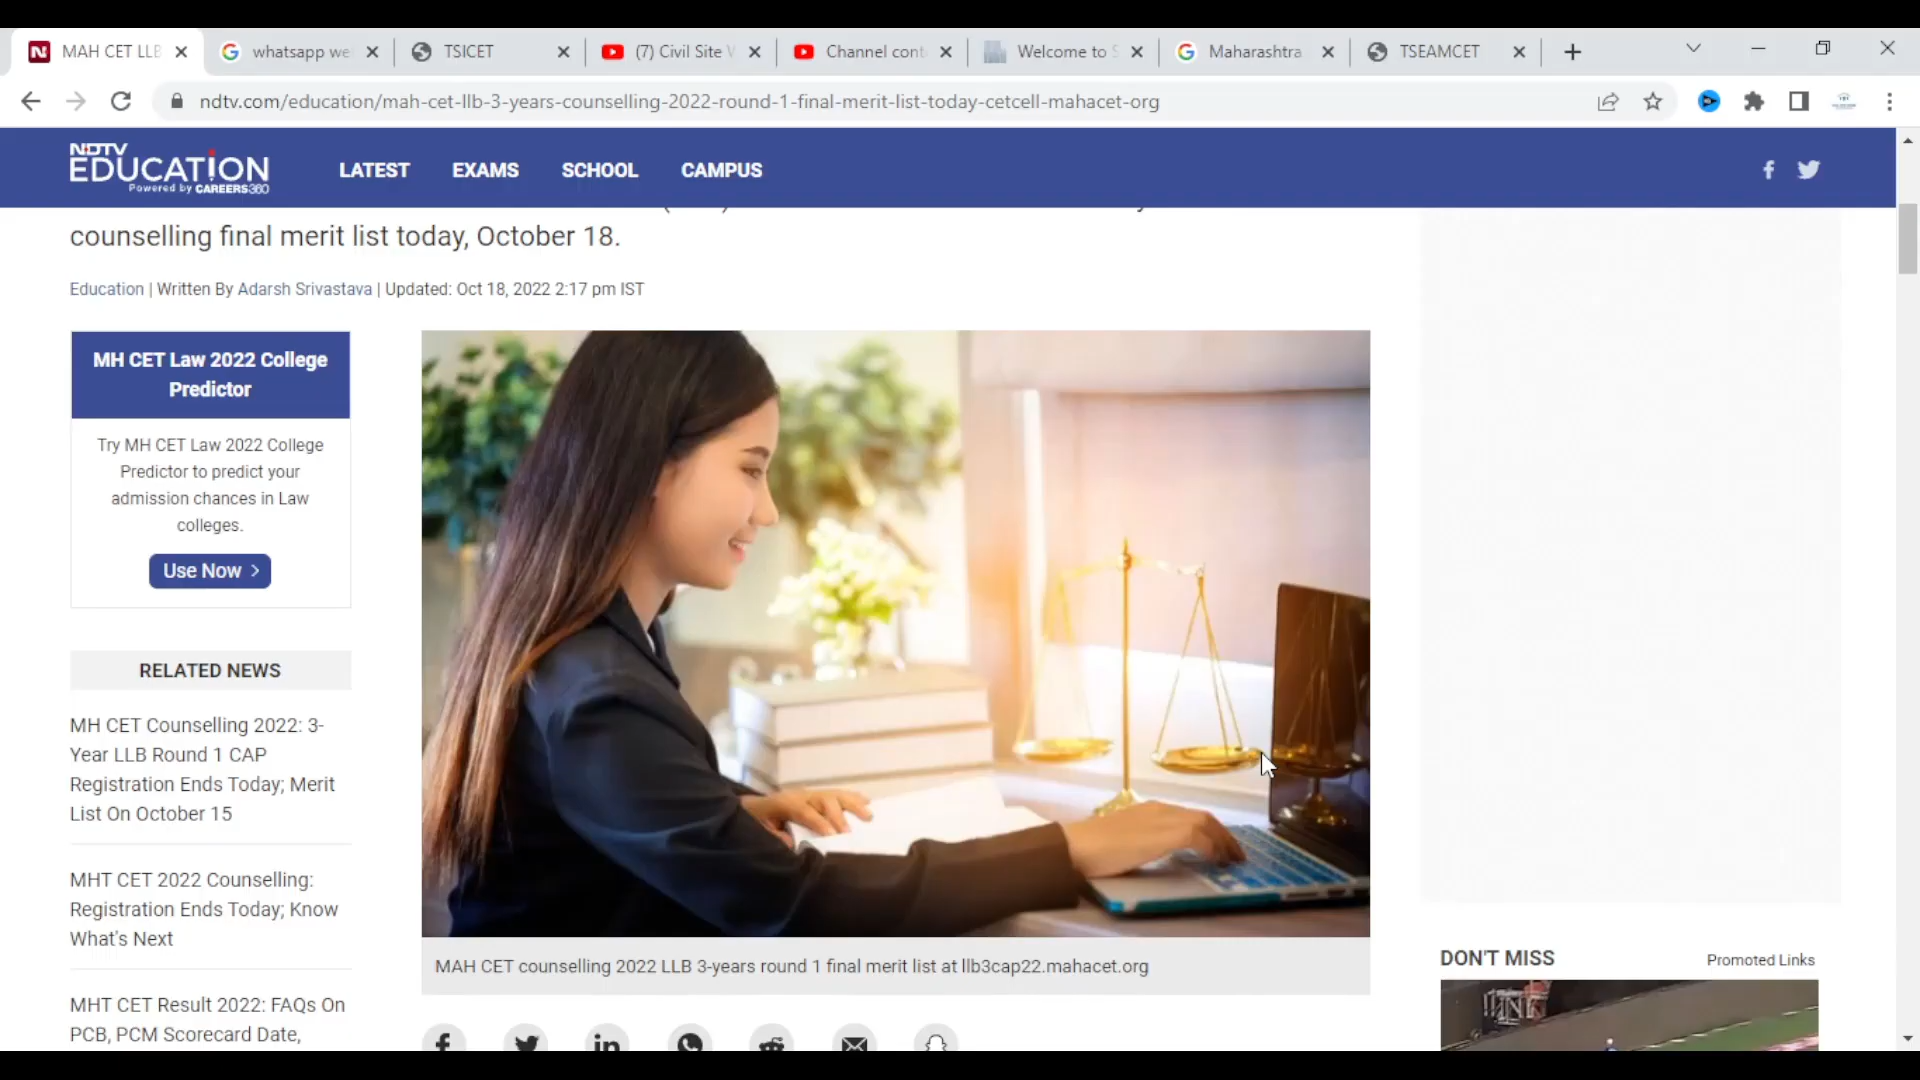 MAH CET LLB
whatsapp we
TSICET
(7) Civil Site
Channel cont
Welcome to S
Maharashtra
TSEAMCET
ndtv.com/education/mah-cet-llb-3-years-counselling-2022-round-1-final-merit-list-today-cetcell-mahacet-org
NDTV
EDUCATION
Powered by CAREERS360
LATEST EXAMS SCHOOL CAMPUS
counselling final merit list today, October 18.
Education | Written By Adarsh Srivastava | Updated: Oct 18, 2022 2:17 pm IST
MH CET Law 2022 College
Predictor
Try MH CET Law 2022 College
Predictor to predict your
admission chances in Law
colleges.
Use Now >
RELATED NEWS
MH CET Counselling 2022: 3-
Year LLB Round 1 CAP
Registration Ends Today; Merit
List On October 15
MHT CET 2022 Counselling:
Registration Ends Today; Know
What's Next
MHT CET Result 2022: FAQs On
PCB, PCM Scorecard Date,
MAH CET counselling 2022 LLB 3-years round 1 final merit list at llb3cap22.mahacet.org
DON'T MISS
Promoted Links